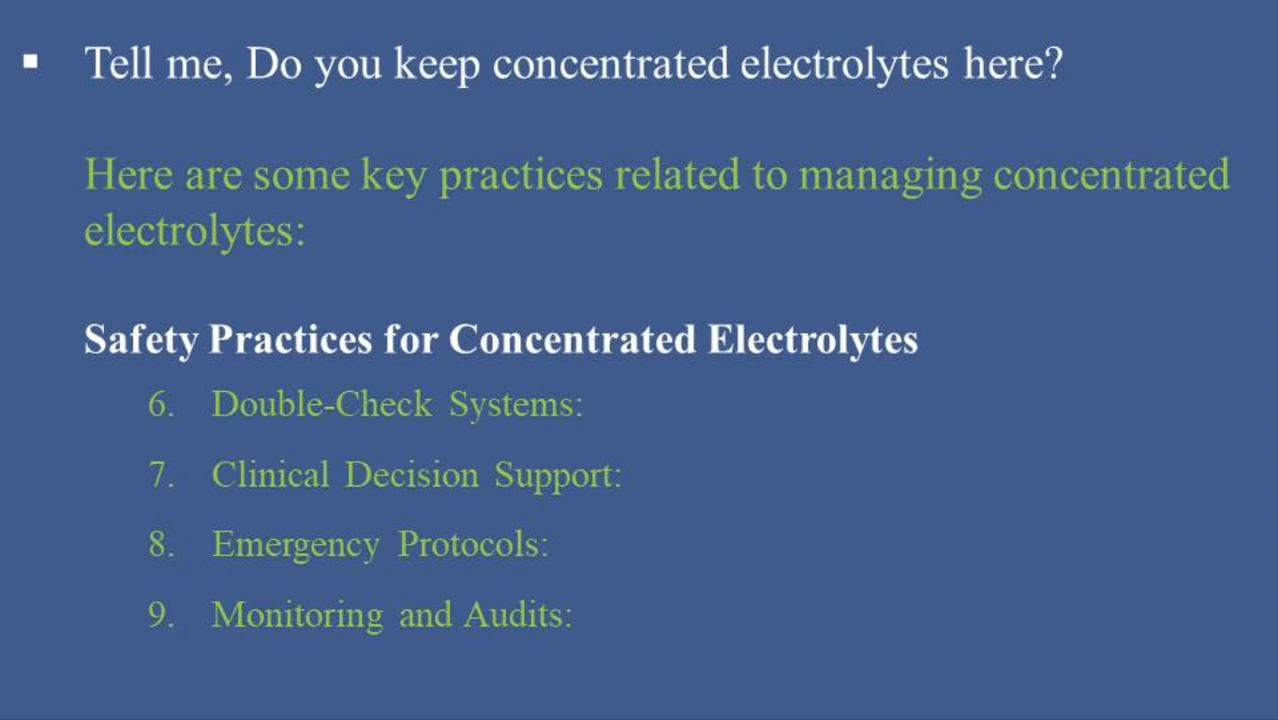 ▪ Tell me, Do you keep concentrated electrolytes here?
Here are some key practices related to managing concentrated
electrolytes:
Safety Practices for Concentrated Electrolytes
6. Double-Check Systems:
7. Clinical Decision Support:
8. Emergency Protocols:
9. Monitoring and Audits: